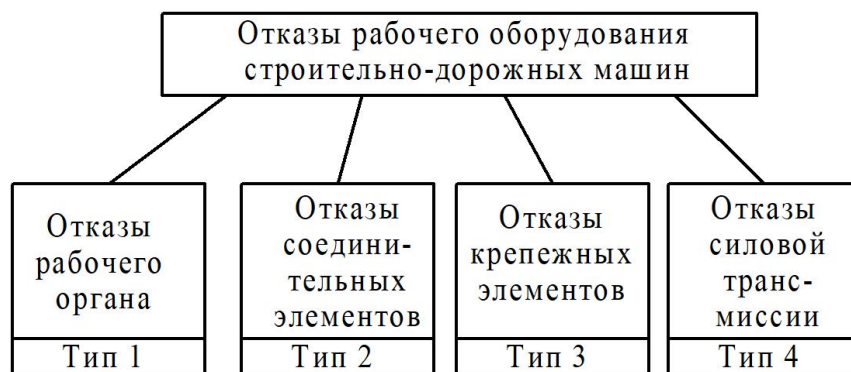 Отказы рабочего оборудования
строительно-дорожных машин
Отказы
рабочего
органа
Тип 1
Отказы
соедини-
тельных
элементов
Тип 2
Отказы
крепежных
элементов
Тип 3
Отказы
силовой
транс-
миссии
Тип 4